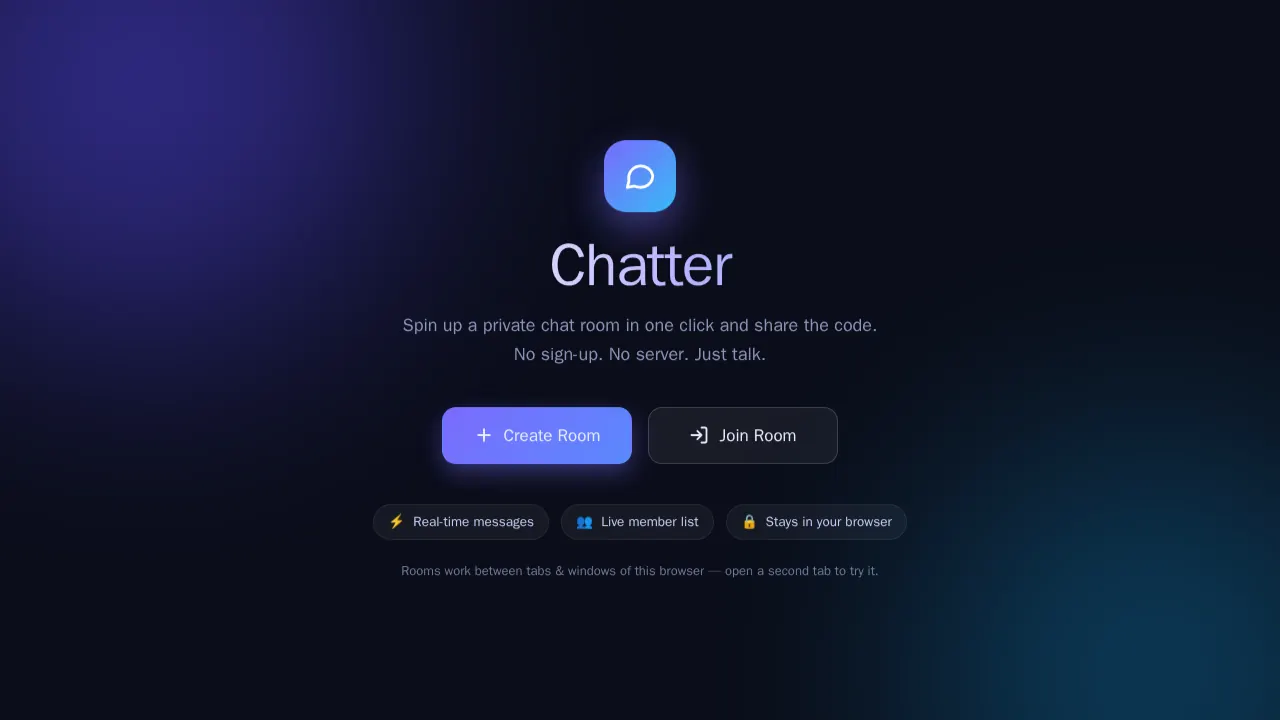 Chatter
Spin up a private chat room in one click and share the code.
No sign-up. No server. Just talk.
Create Room
Join Room
Real-time messages
Live member list
Stays in your browser
Rooms work between tabs & windows of this browser — open a second tab to try it.